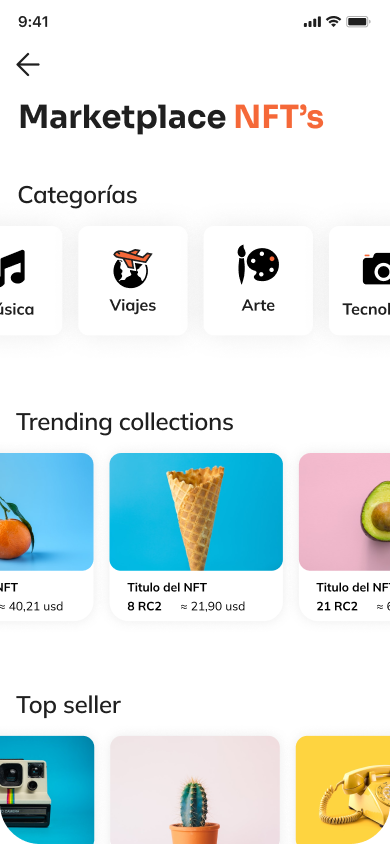 9:41
Marketplace NFT's
Categorías
úsica
Viajes
Arte
Tecnol
Trending collections
NFT
≈ 40,21 usd
Titulo del NFT
8 RC2 ≈ 21,90 usd
Titulo del NFT
21 RC2 ≈ 6
Top seller